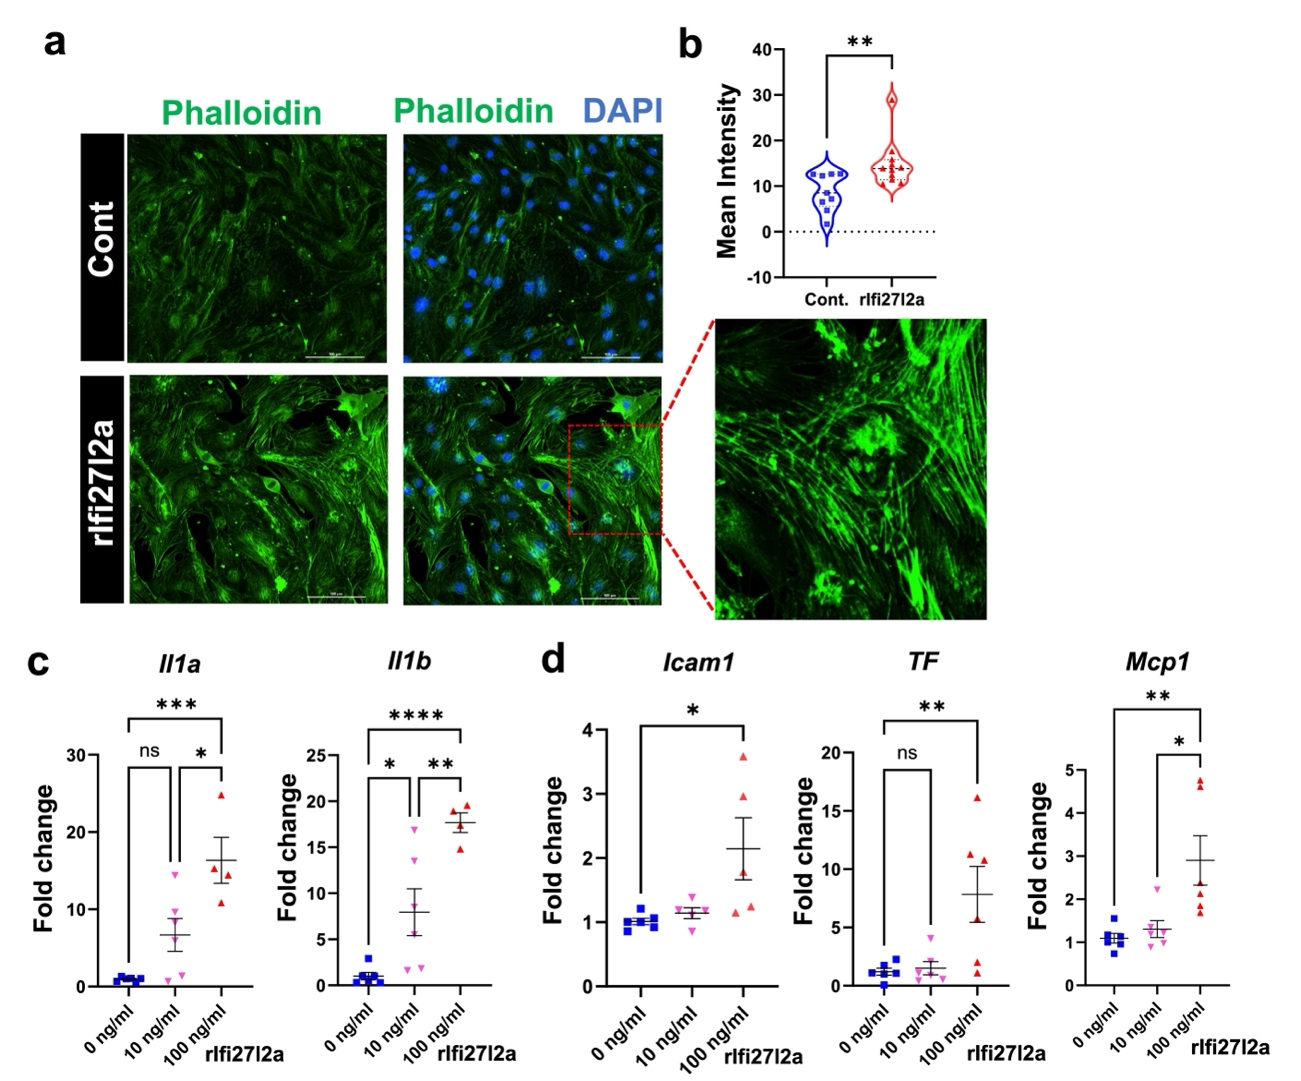 a
Phalloidin
Phalloidin DAPI
Cont
rIfi27l2a
b
**
Mean Intensity
40
30
20
10
0
-10
Cont. rIfi27l2a
c
Il1a
***
ns *
Fold change
30
20
10
0
0 ng/ml
10 ng/ml
100 ng/ml
rIfi27l2a
Il1b
****
* **
Fold change
25
20
15
10
5
0
0 ng/ml
10 ng/ml
100 ng/ml
rIfi27l2a
d
Icam1
*
Fold change
4
3
2
1
0
0 ng/ml
10 ng/ml
100 ng/ml
rIfi27l2a
TF
**
ns
Fold change
20
15
10
5
0
0 ng/ml
10 ng/ml
100 ng/ml
rIfi27l2a
Mcp1
**
*
Fold change
5
4
3
2
1
0
0 ng/ml
10 ng/ml
100 ng/ml
rIfi27l2a